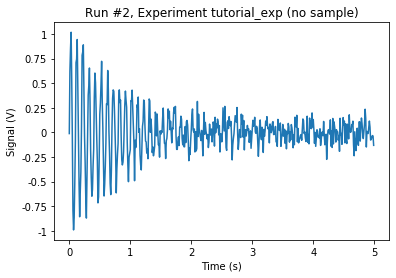 Run #2, Experiment tutorial_exp (no sample)
1
0.75
0.50
0.25
0
-0.25
-0.5
-0.75
-1
Signal (V)
0 1 2 3 4 5
Time (s)